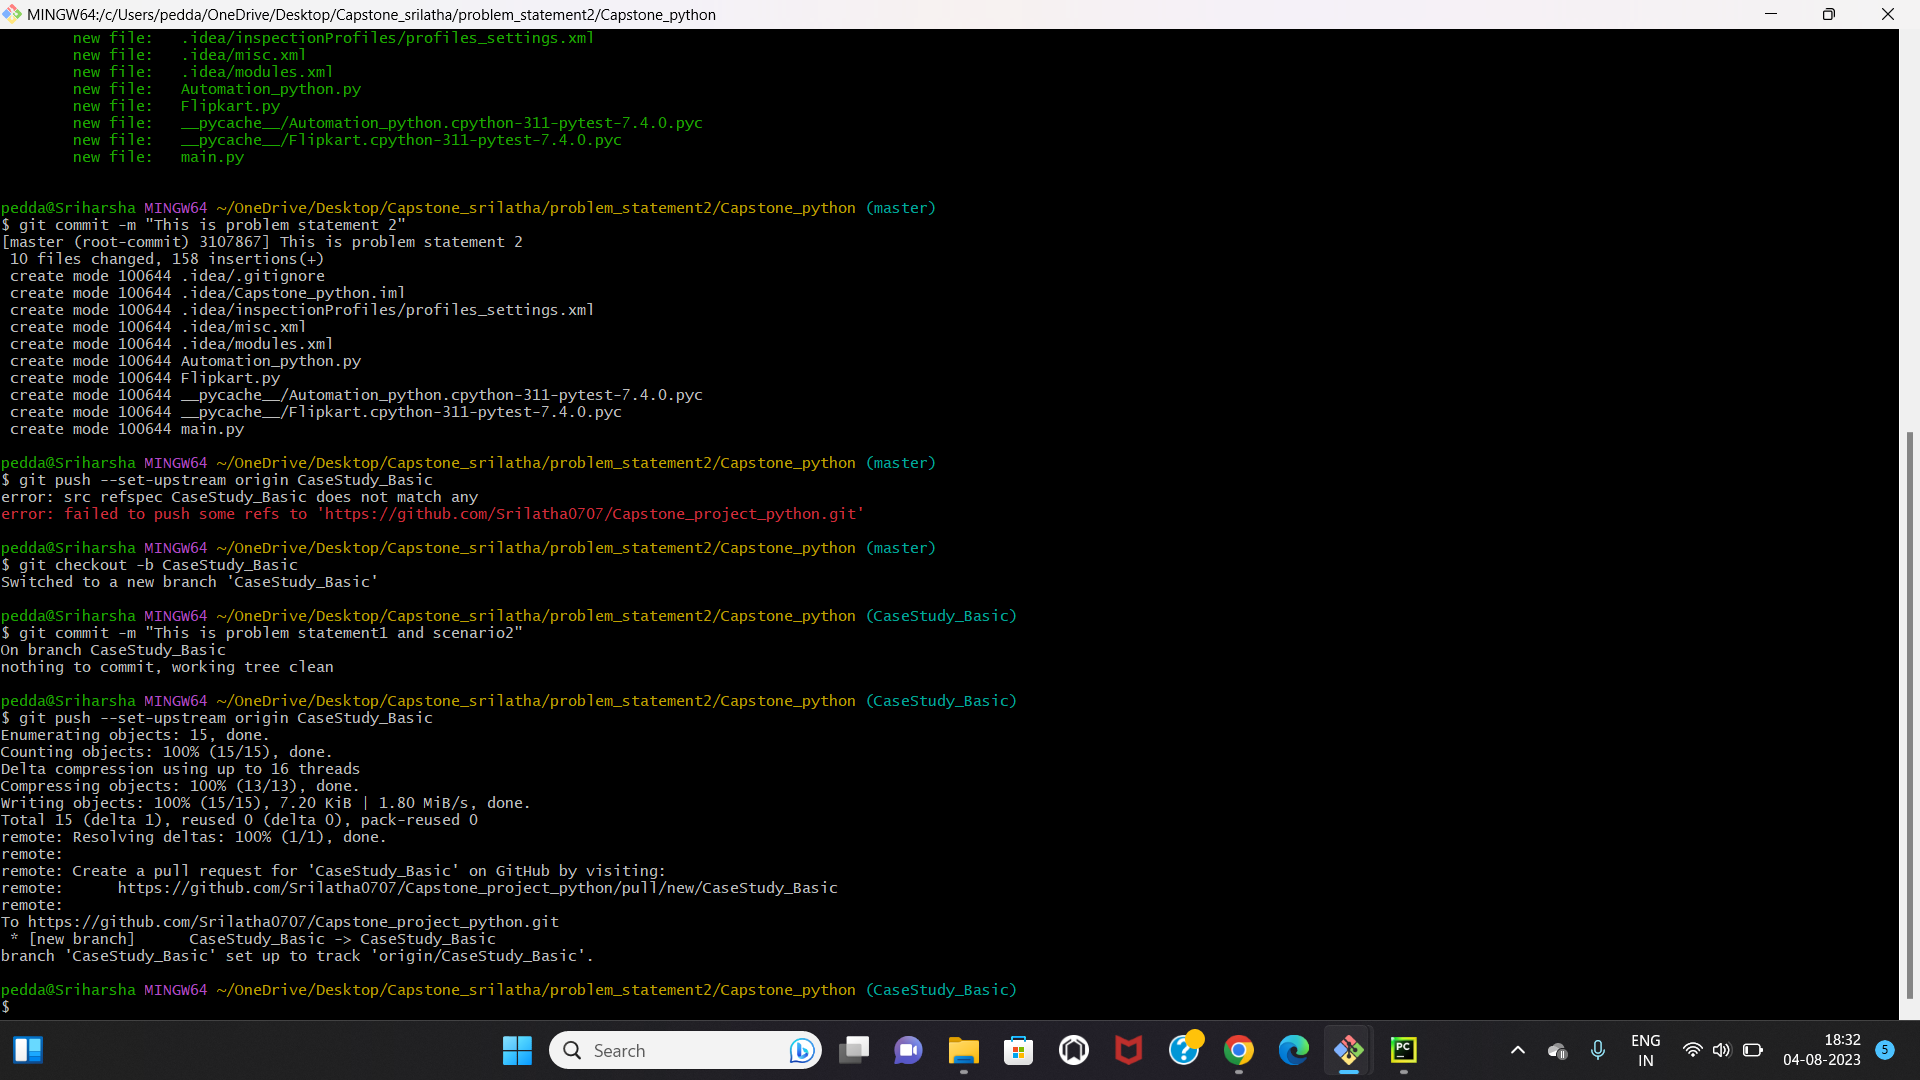 MINGW64:/c/Users/pedda/OneDrive/Desktop/Capstone_srilatha/problem_statement2/Capstone_python
new file:   .idea/inspectionProfiles/profiles_settings.xml
new file:   .idea/misc.xml
new file:   .idea/modules.xml
new file:   Automation_python.py
new file:   Flipkart.py
new file:   __pycache__/Automation_python.cpython-311-pytest-7.4.0.pyc
new file:   __pycache__/Flipkart.cpython-311-pytest-7.4.0.pyc
new file:   main.py
pedda@Sriharsha MINGW64 ~/OneDrive/Desktop/Capstone_srilatha/problem_statement2/Capstone_python (master)
$ git commit -m "This is problem statement 2"
[master (root-commit) 3107867] This is problem statement 2
 10 files changed, 158 insertions(+)
 create mode 100644 .idea/.gitignore
 create mode 100644 .idea/Capstone_python.iml
 create mode 100644 .idea/inspectionProfiles/profiles_settings.xml
 create mode 100644 .idea/misc.xml
 create mode 100644 .idea/modules.xml
 create mode 100644 Automation_python.py
 create mode 100644 Flipkart.py
 create mode 100644 __pycache__/Automation_python.cpython-311-pytest-7.4.0.pyc
 create mode 100644 __pycache__/Flipkart.cpython-311-pytest-7.4.0.pyc
 create mode 100644 main.py
pedda@Sriharsha MINGW64 ~/OneDrive/Desktop/Capstone_srilatha/problem_statement2/Capstone_python (master)
$ git push --set-upstream origin CaseStudy_Basic
error: src refspec CaseStudy_Basic does not match any
error: failed to push some refs to 'https://github.com/Srilatha0707/Capstone_project_python.git'
pedda@Sriharsha MINGW64 ~/OneDrive/Desktop/Capstone_srilatha/problem_statement2/Capstone_python (master)
$ git checkout -b CaseStudy_Basic
Switched to a new branch 'CaseStudy_Basic'
pedda@Sriharsha MINGW64 ~/OneDrive/Desktop/Capstone_srilatha/problem_statement2/Capstone_python (CaseStudy_Basic)
$ git commit -m "This is problem statement1 and scenario2"
On branch CaseStudy_Basic
nothing to commit, working tree clean
pedda@Sriharsha MINGW64 ~/OneDrive/Desktop/Capstone_srilatha/problem_statement2/Capstone_python (CaseStudy_Basic)
$ git push --set-upstream origin CaseStudy_Basic
Enumerating objects: 15, done.
Counting objects: 100% (15/15), done.
Delta compression using up to 16 threads
Compressing objects: 100% (13/13), done.
Writing objects: 100% (15/15), 7.20 KiB | 1.80 MiB/s, done.
Total 15 (delta 1), reused 0 (delta 0), pack-reused 0
remote: Resolving deltas: 100% (1/1), done.
remote:
remote: Create a pull request for 'CaseStudy_Basic' on GitHub by visiting:
remote:      https://github.com/Srilatha0707/Capstone_project_python/pull/new/CaseStudy_Basic
remote:
To https://github.com/Srilatha0707/Capstone_project_python.git
 * [new branch]      CaseStudy_Basic -> CaseStudy_Basic
branch 'CaseStudy_Basic' set up to track 'origin/CaseStudy_Basic'.
pedda@Sriharsha MINGW64 ~/OneDrive/Desktop/Capstone_srilatha/problem_statement2/Capstone_python (CaseStudy_Basic)
$
Search
PC
ENG
IN
18:32
04-08-2023
5